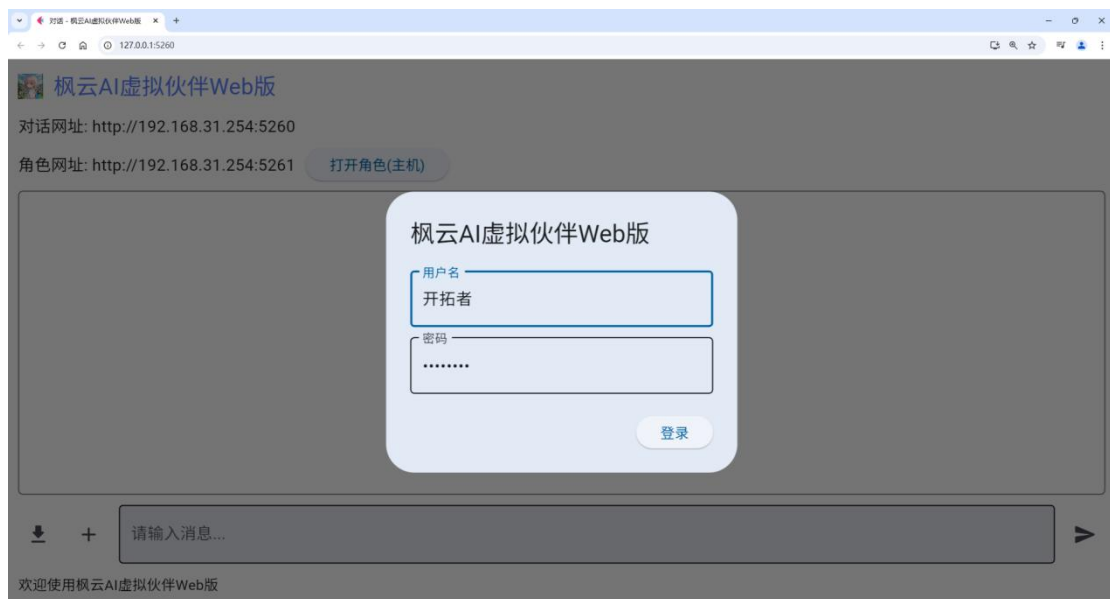 对话 - 枫云AI虚拟伙伴Web版
127.0.0.1:5260
枫云AI虚拟伙伴Web版
对话网址: http://192.168.31.254:5260
角色网址: http://192.168.31.254:5261 打开角色(主机)
枫云AI虚拟伙伴Web版
用户名
开拓者
密码
••••••••
登录
请输入消息...
欢迎使用枫云AI虚拟伙伴Web版